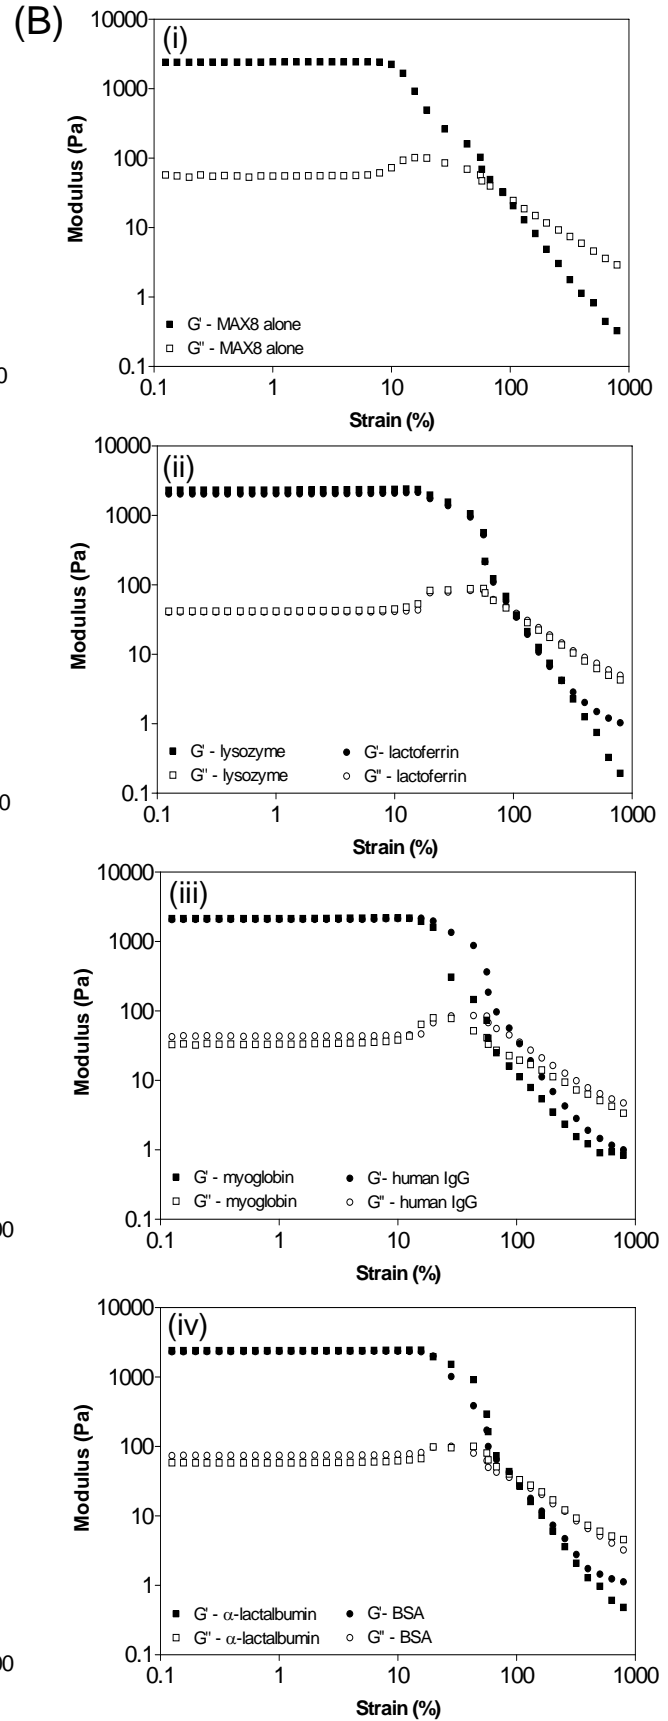 (B)
(i)
10000
1000
100
10
1
0.1
Modulus (Pa)
G' - MAX8 alone
G'' - MAX8 alone
0.1 1 10 100 1000
Strain (%)
0
(ii)
10000
1000
100
10
1
0.1
Modulus (Pa)
G' - lysozyme G'- lactoferrin
G'' - lysozyme G'' - lactoferrin
0.1 1 10 100 1000
Strain (%)
0
(iii)
10000
1000
100
10
1
0.1
Modulus (Pa)
G' - myoglobin G'- human IgG
G'' - myoglobin G'' - human IgG
0.1 1 10 100 1000
Strain (%)
00
(iv)
10000
1000
100
10
1
0.1
Modulus (Pa)
G' - α-lactalbumin G'- BSA
G'' - α-lactalbumin G'' - BSA
0.1 1 10 100 1000
Strain (%)
00